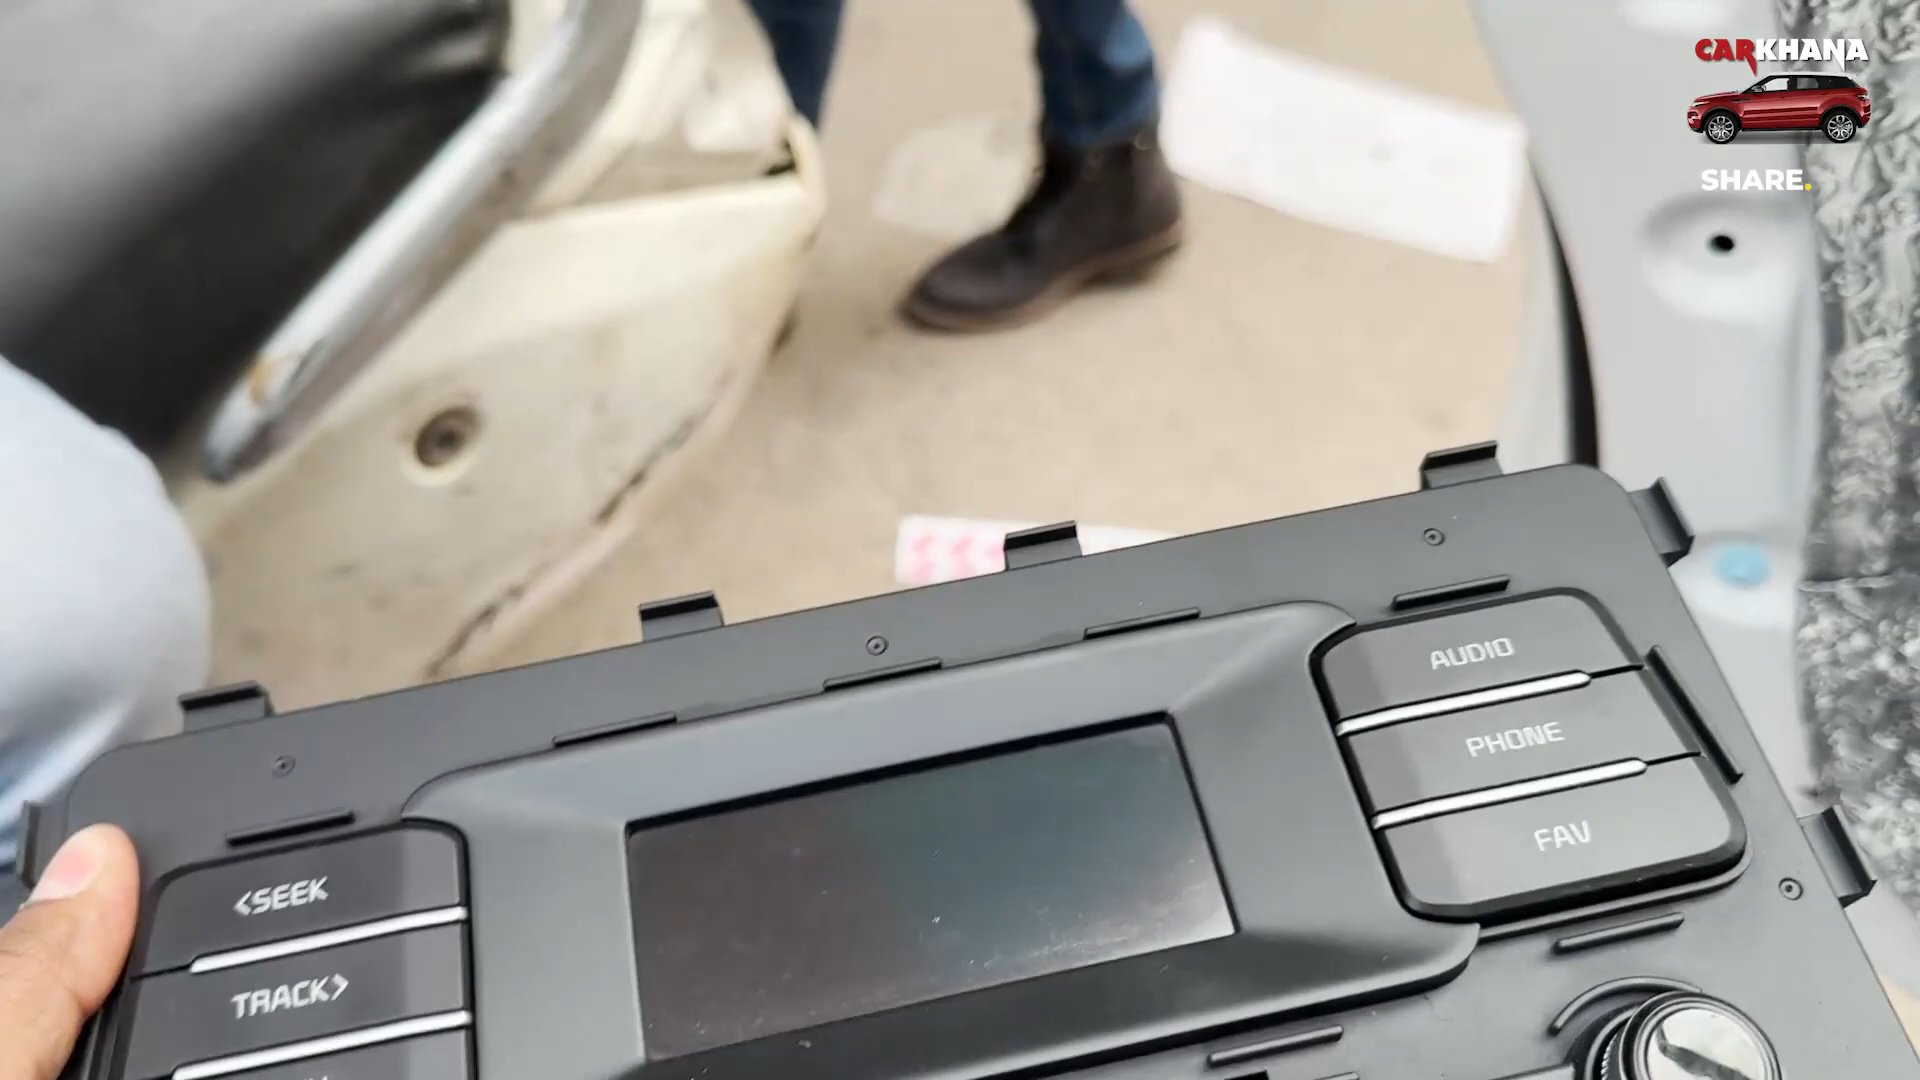 CARKHANA
SHARE.
AUDIO
PHONE
FAV
<SEEK
TRACK>